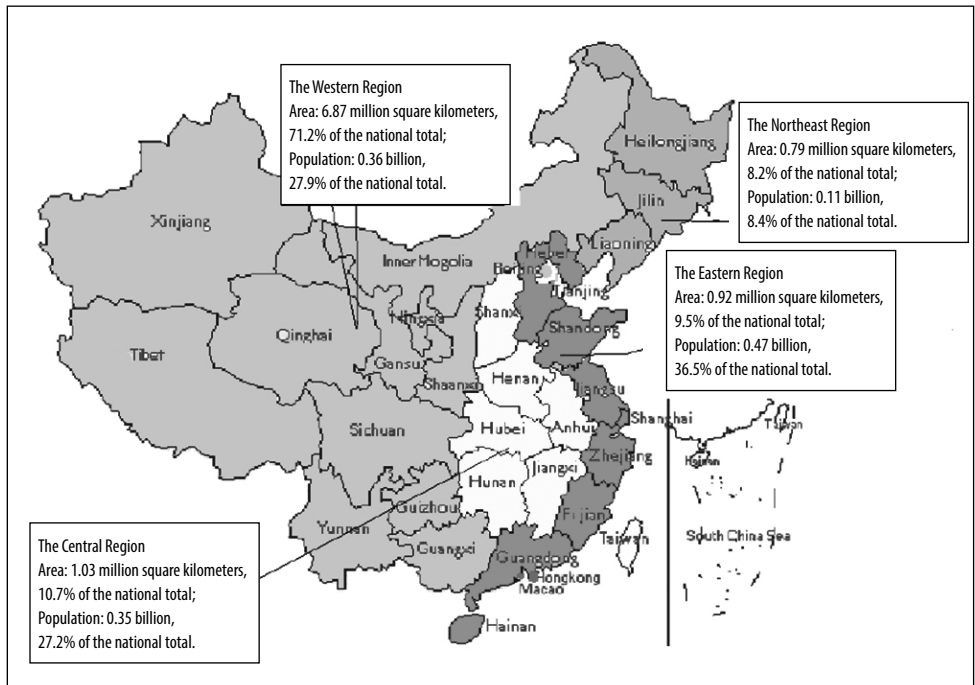 The Western Region
Area: 6.87 million square kilometers,
71.2% of the national total;
Population: 0.36 billion,
27.9% of the national total.
The Northeast Region
Area: 0.79 million square kilometers,
8.2% of the national total;
Population: 0.11 billion,
8.4% of the national total.
The Eastern Region
Area: 0.92 million square kilometers,
9.5% of the national total;
Population: 0.47 billion,
36.5% of the national total.
The Central Region
Area: 1.03 million square kilometers,
10.7% of the national total;
Population: 0.35 billion,
27.2% of the national total.
Heilongjiang
Jilin
Liaoning
Xinjiang
Inner Mogolia
Hebei
Beijing
Tianjing
Shanxi
Ningxia
Qinghai
Shandong
Tibet
Gansu
Shaanxi
Henan
Jiangsu
Sichuan
Hubei
Anhui
Shanghai
Zhejiang
Jiangxi
Hunan
Guizhou
Fujian
Yunnan
Guangxi
Guangdong
Taiwan
Hongkong
Macao
Hainan
Taiwan
Hainan
South China Sea